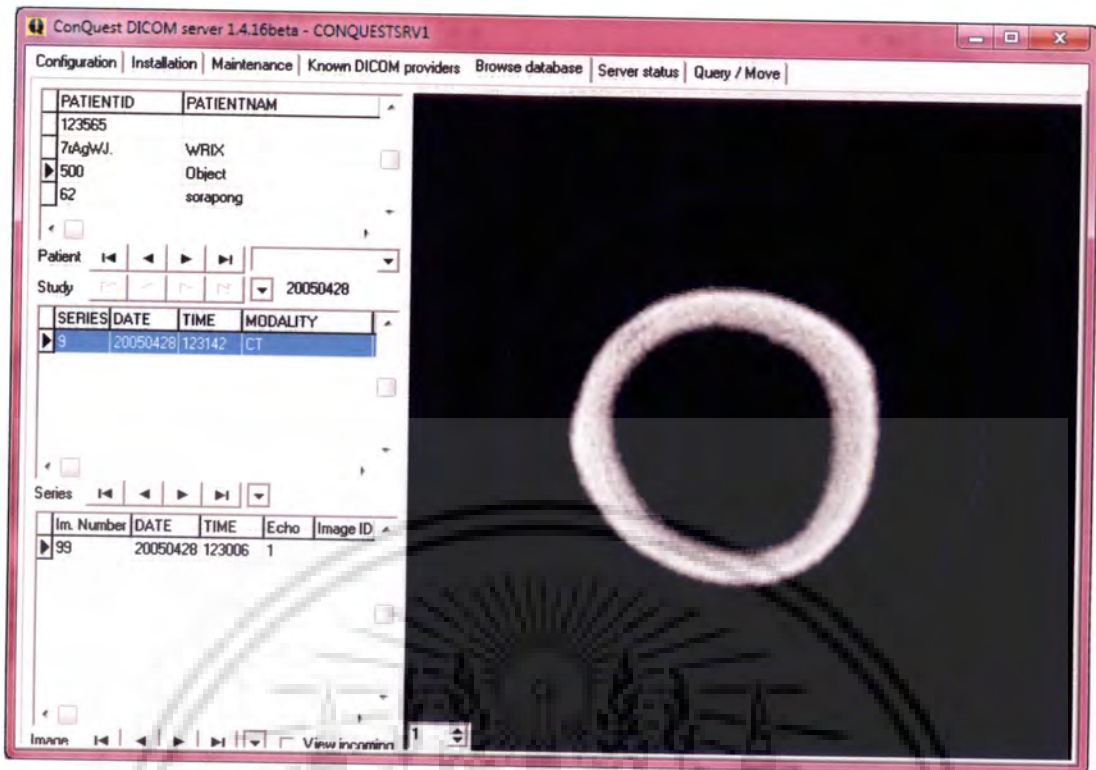 ConQuest DICOM server 1.4.16beta - CONQUESTSRV1
Configuration Installation Maintenance Known DICOM providers Browse database Server status Query / Move
PATIENTID PATIENTNAM
123565
7tAgWJ. WRIX
500 Object
62 sorapong
Patient
Study 20050428
SERIES DATE TIME MODALITY
9 20050428 123142 CT
Series
Im. Number DATE TIME Echo Image ID
99 20050428 123006 1
Image View incoming
1